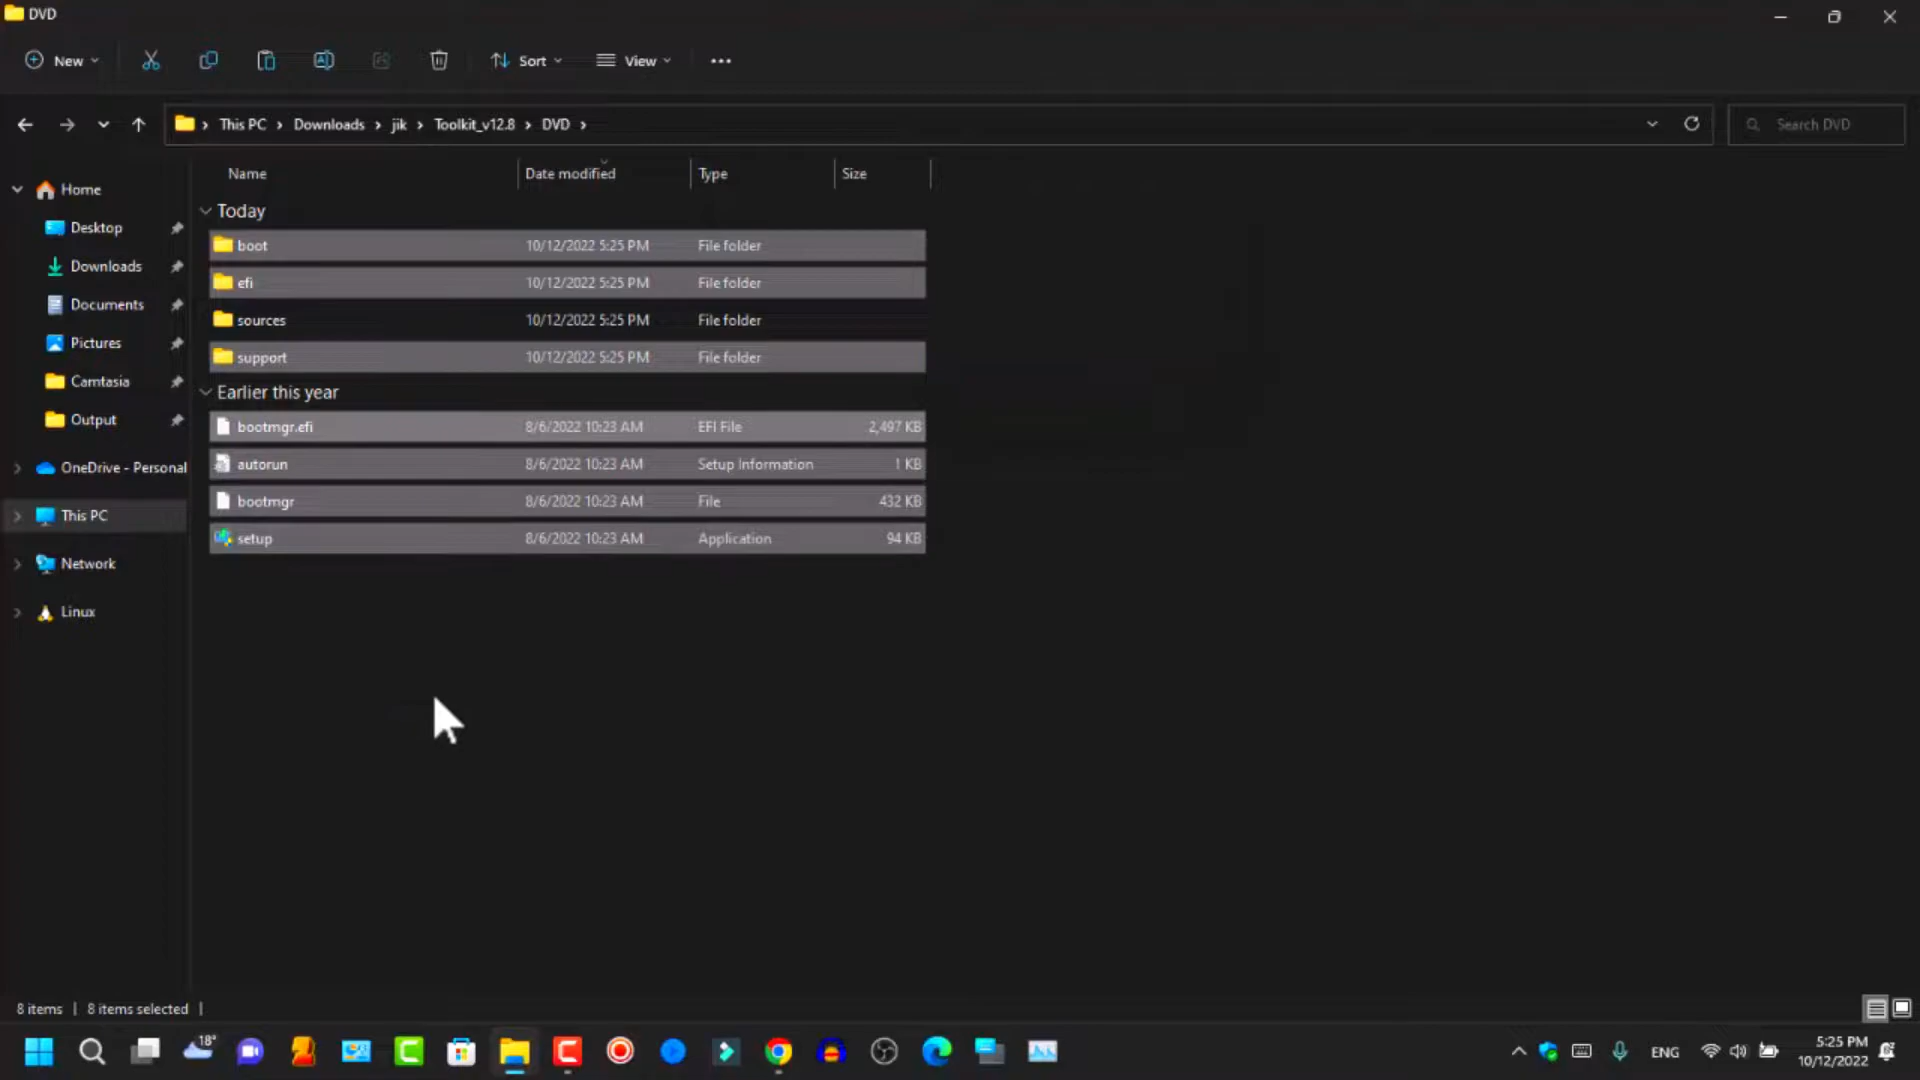 DVD
New
Sort
View
This PC
Downloads
jik
Toolkit_v12.8
DVD
Search DVD
Name
Date modified
Type
Size
Home
Desktop
Downloads
Documents
Pictures
Camtasia
Output
OneDrive - Personal
This PC
Network
Linux
Today
boot 10/12/2022 5:25 PM File folder
efi 10/12/2022 5:25 PM File folder
sources 10/12/2022 5:25 PM File folder
support 10/12/2022 5:25 PM File folder
Earlier this year
bootmgr.efi 8/6/2022 10:23 AM EFI File 2,497 KB
autorun 8/6/2022 10:23 AM Setup Information 1 KB
bootmgr 8/6/2022 10:23 AM File 432 KB
setup 8/6/2022 10:23 AM Application 94 KB
8 items 8 items selected
18°
ENG
5:25 PM
10/12/2022